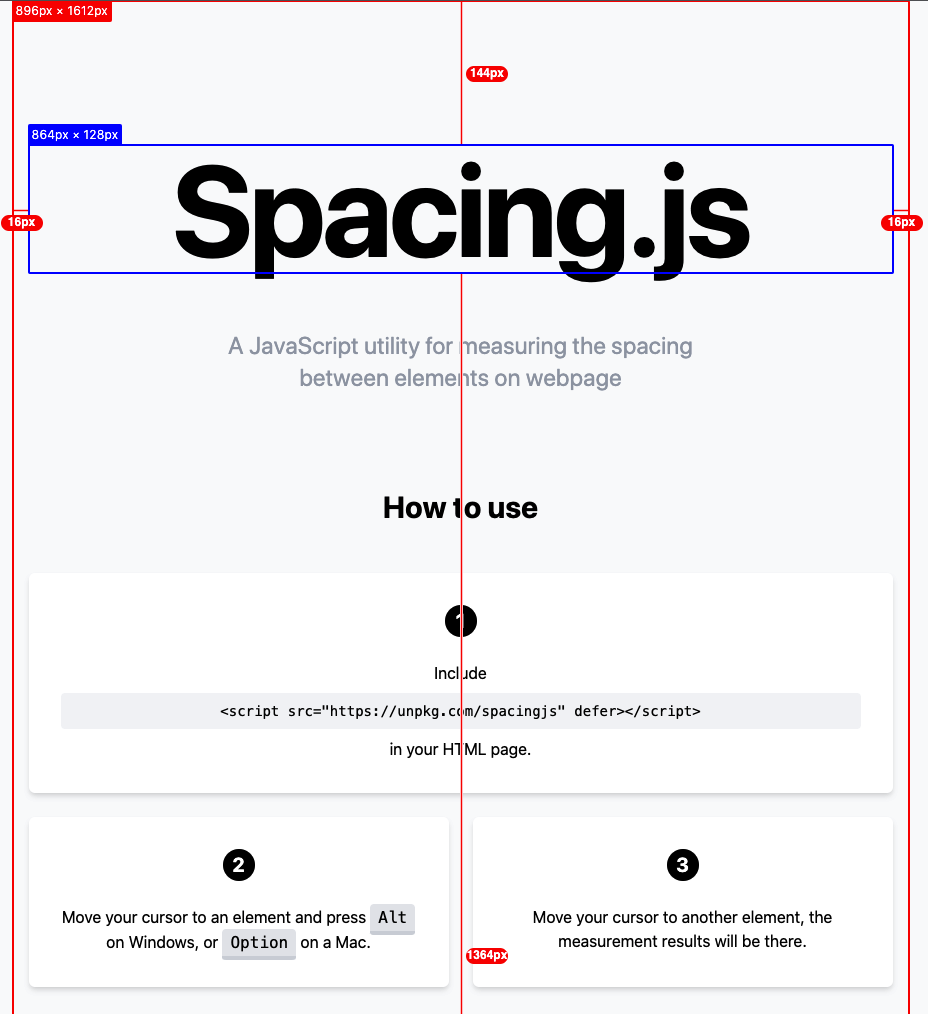 896px × 1612px
144px
864px × 128px
Spacing.js
16px
16px
A JavaScript utility for measuring the spacing
between elements on webpage
How to use
1
Include
<script src="https://unpkg.com/spacingjs" defer></script>
in your HTML page.
2
Move your cursor to an element and press Alt
on Windows, or Option on a Mac.
3
Move your cursor to another element, the
measurement results will be there.
1364px